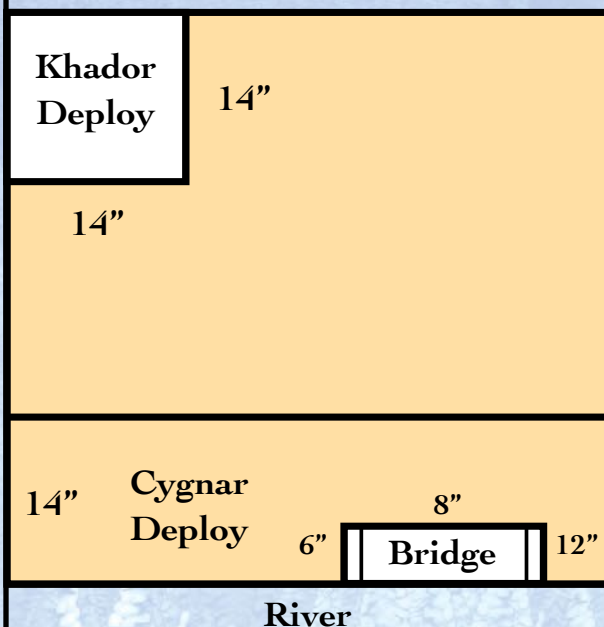 Khador
Deploy
14”
14”
14”
Cygnar
Deploy
8”
6”
Bridge
12”
River